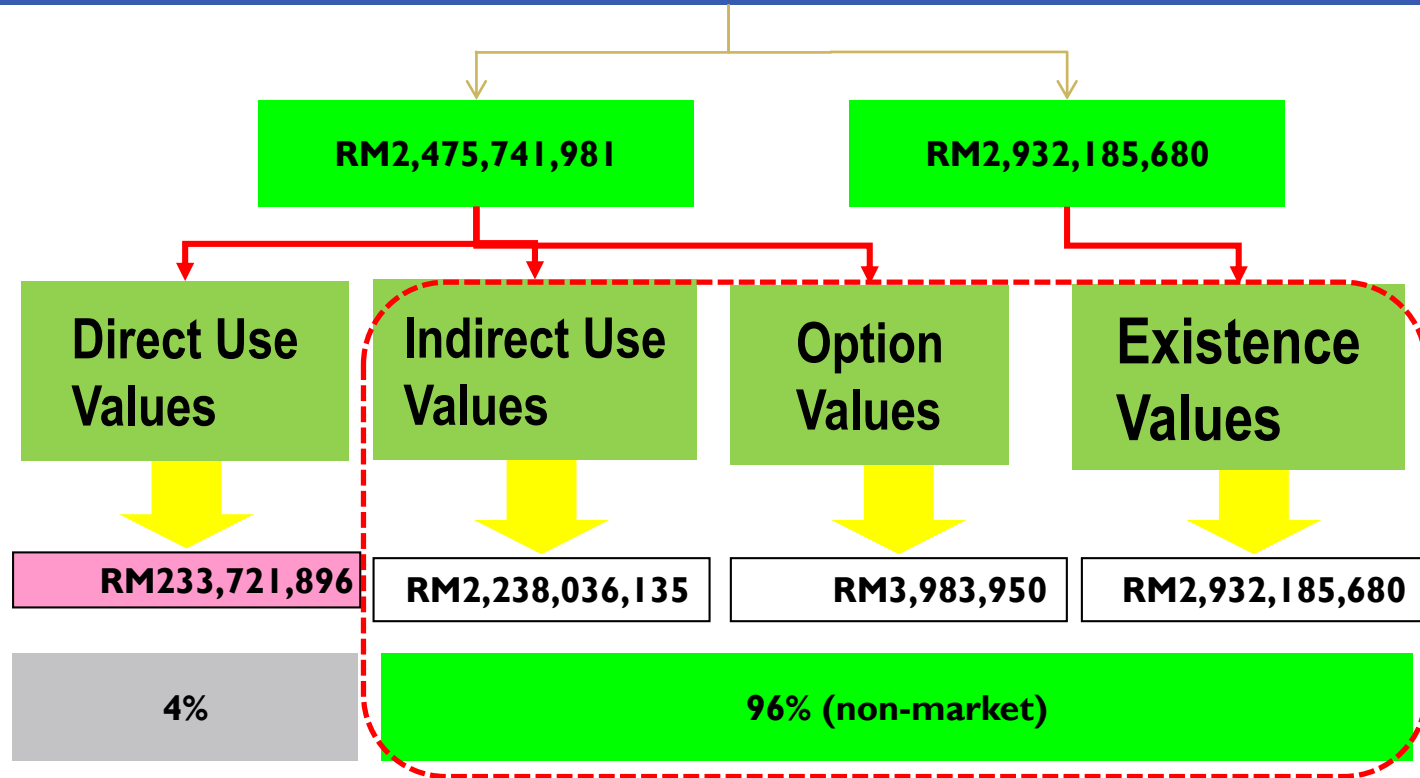 RM2,475,741,981
RM2,932,185,680
Direct Use
Values
Indirect Use
Values
Option
Values
Existence
Values
RM233,721,896
RM2,238,036,135
RM3,983,950
RM2,932,185,680
4%
96% (non-market)